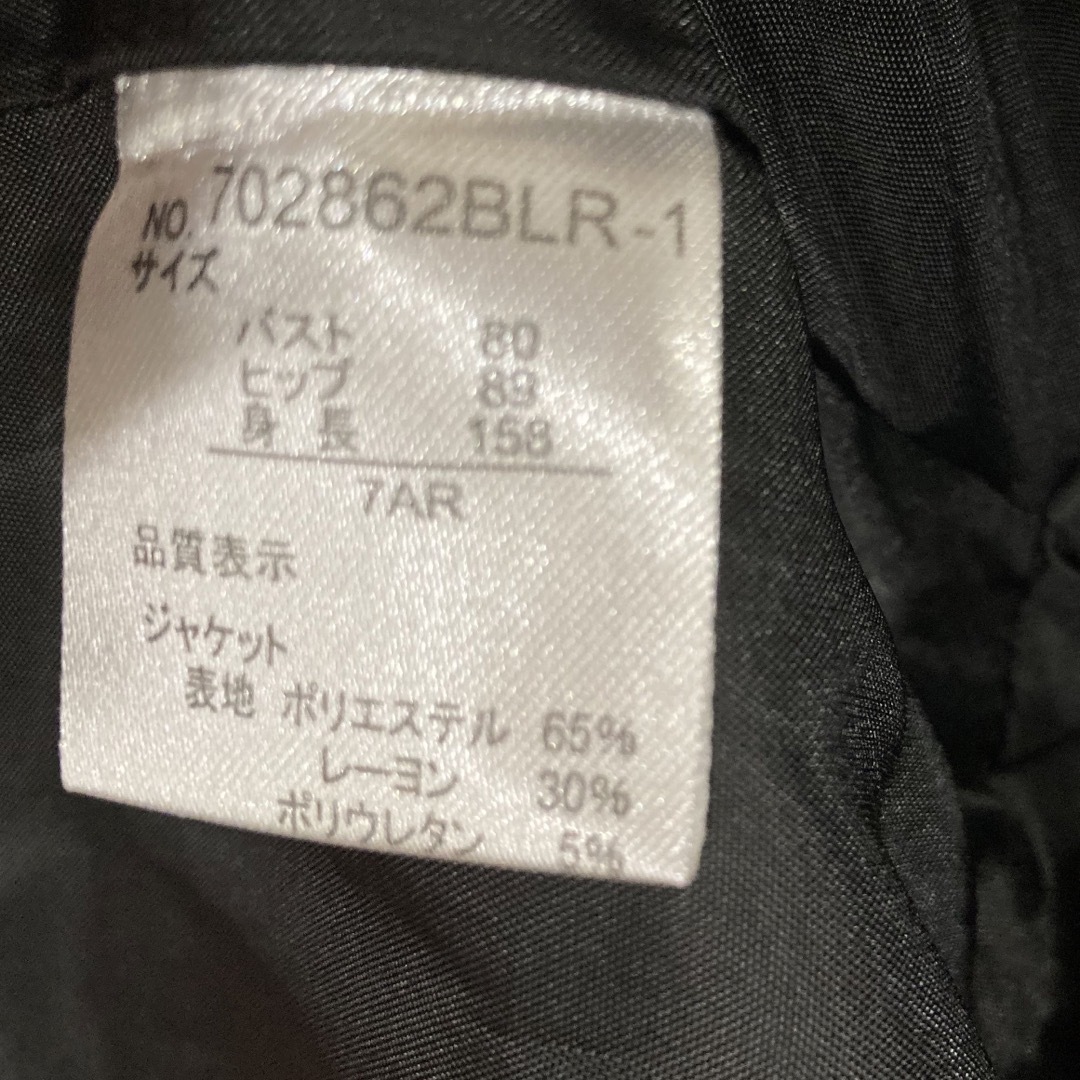 NO. 702862BLR-1
サイズ
バスト 80
ヒップ 89
身長 158
7AR
品質表示
ジャケット
表地 ポリエステル 65%
レーヨン 30%
ポリウレタン 5%